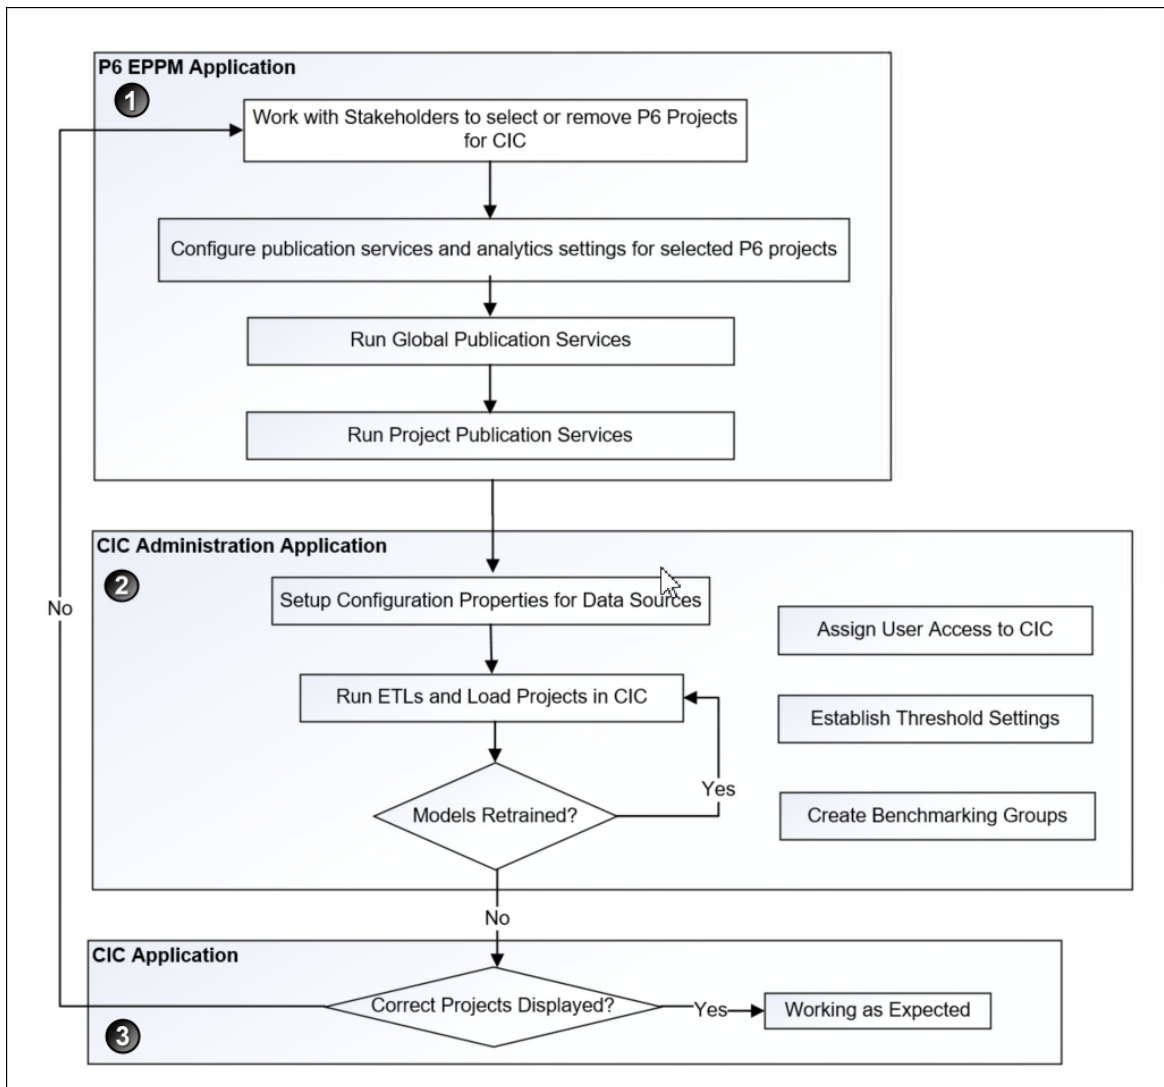 P6 EPPM Application
1
Work with Stakeholders to select or remove P6 Projects
for CIC
Configure publication services and analytics settings for selected P6 projects
Run Global Publication Services
Run Project Publication Services
CIC Administration Application
2
Setup Configuration Properties for Data Sources
Assign User Access to CIC
Run ETLs and Load Projects in CIC
Establish Threshold Settings
Yes
Models Retrained?
Create Benchmarking Groups
No
No
CIC Application
Correct Projects Displayed?
Yes
Working as Expected
3